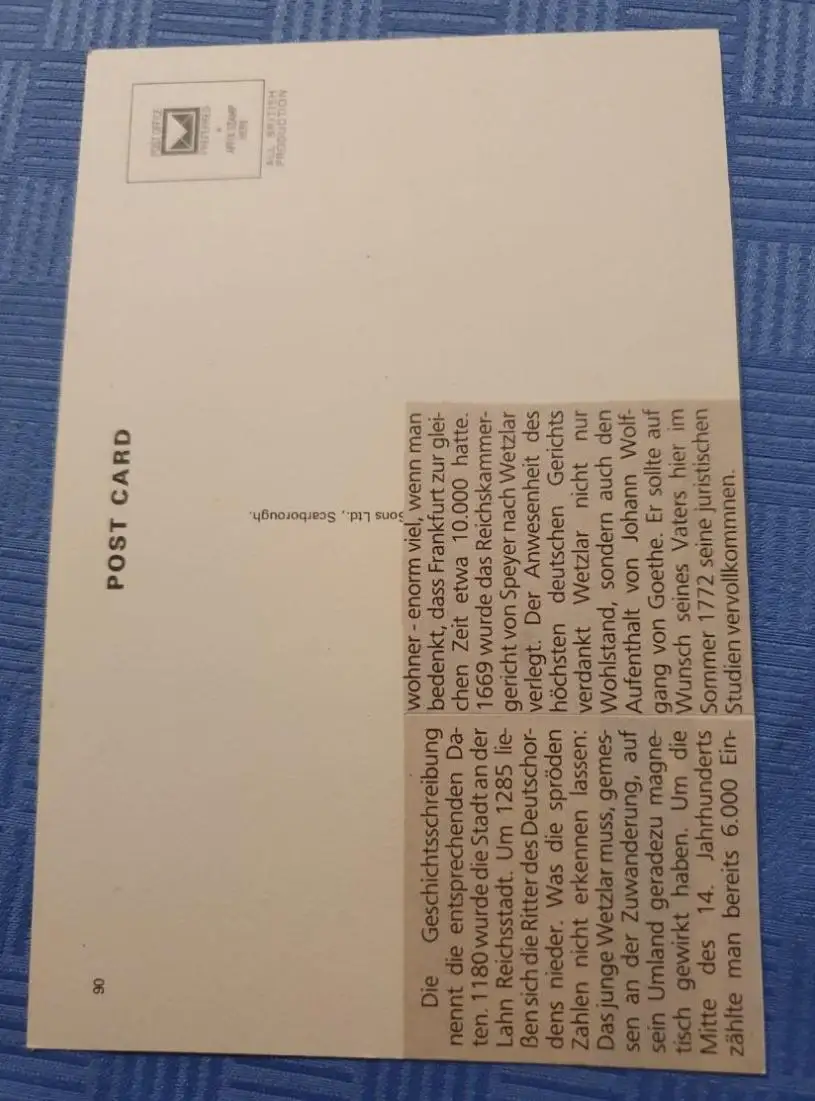 90
POST CARD
POST OFFICE
PREFERRED
AFFIX STAMP
HERE
ALL BRITISH
PRODUCTION
Sons Ltd., Scarborough.
Die Geschichtsschreibung
nennt die entsprechenden Da-
ten. 1180 wurde die Stadt an der
Lahn Reichsstadt. Um 1285 lie-
ßen sich die Ritter des Deutschor-
dens nieder. Was die spröden
Zahlen nicht erkennen lassen:
Das junge Wetzlar muss, gemes-
sen an der Zuwanderung, auf
sein Umland geradezu magne-
tisch gewirkt haben. Um die
Mitte des 14. Jahrhunderts
zählte man bereits 6.000 Ein-
wohner - enorm viel, wenn man
bedenkt, dass Frankfurt zur glei-
chen Zeit etwa 10.000 hatte.
1669 wurde das Reichskammer-
gericht von Speyer nach Wetzlar
verlegt. Der Anwesenheit des
höchsten deutschen Gerichts
verdankt Wetzlar nicht nur
Wohlstand, sondern auch den
Aufenthalt von Johann Wolf-
gang von Goethe. Er sollte auf
Wunsch seines Vaters hier im
Sommer 1772 seine juristischen
Studien vervollkommnen.